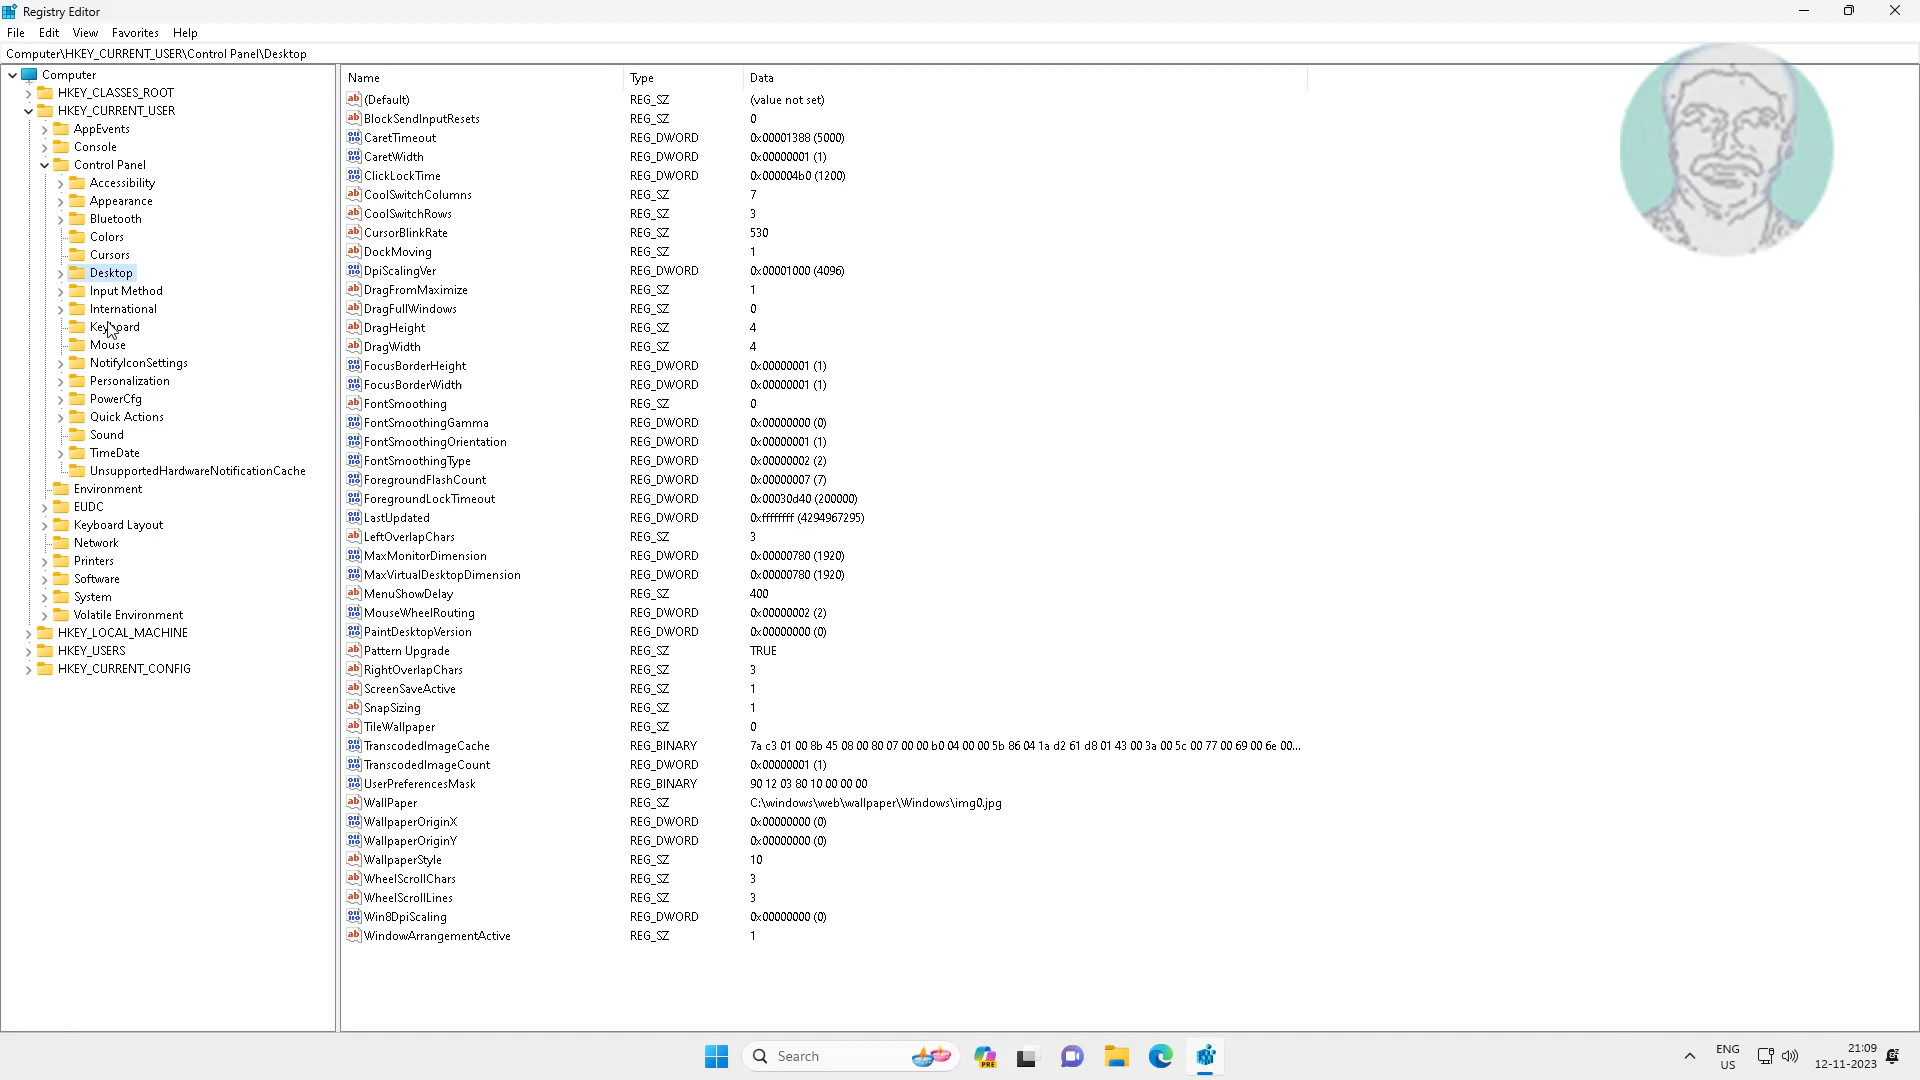 Registry Editor
File Edit View Favorites Help
Computer\HKEY_CURRENT_USER\Control Panel\Desktop
Computer
HKEY_CLASSES_ROOT
HKEY_CURRENT_USER
AppEvents
Console
Control Panel
Accessibility
Appearance
Bluetooth
Colors
Cursors
Desktop
Input Method
International
Keyboard
Mouse
NotifyIconSettings
Personalization
PowerCfg
Quick Actions
Sound
TimeDate
UnsupportedHardwareNotificationCache
Environment
EUDC
Keyboard Layout
Network
Printers
Software
System
Volatile Environment
HKEY_LOCAL_MACHINE
HKEY_USERS
HKEY_CURRENT_CONFIG
Name Type Data
(Default) REG_SZ (value not set)
BlockSendInputResets REG_SZ 0
CaretTimeout REG_DWORD 0x00001388 (5000)
CaretWidth REG_DWORD 0x00000001 (1)
ClickLockTime REG_DWORD 0x000004b0 (1200)
CoolSwitchColumns REG_SZ 7
CoolSwitchRows REG_SZ 3
CursorBlinkRate REG_SZ 530
DockMoving REG_SZ 1
DpiScalingVer REG_DWORD 0x00001000 (4096)
DragFromMaximize REG_SZ 1
DragFullWindows REG_SZ 0
DragHeight REG_SZ 4
DragWidth REG_SZ 4
FocusBorderHeight REG_DWORD 0x00000001 (1)
FocusBorderWidth REG_DWORD 0x00000001 (1)
FontSmoothing REG_SZ 0
FontSmoothingGamma REG_DWORD 0x00000000 (0)
FontSmoothingOrientation REG_DWORD 0x00000001 (1)
FontSmoothingType REG_DWORD 0x00000002 (2)
ForegroundFlashCount REG_DWORD 0x00000007 (7)
ForegroundLockTimeout REG_DWORD 0x00030d40 (200000)
LastUpdated REG_DWORD 0xffffffff (4294967295)
LeftOverlapChars REG_SZ 3
MaxMonitorDimension REG_DWORD 0x00000780 (1920)
MaxVirtualDesktopDimension REG_DWORD 0x00000780 (1920)
MenuShowDelay REG_SZ 400
MouseWheelRouting REG_DWORD 0x00000002 (2)
PaintDesktopVersion REG_DWORD 0x00000000 (0)
Pattern Upgrade REG_SZ TRUE
RightOverlapChars REG_SZ 3
ScreenSaveActive REG_SZ 1
SnapSizing REG_SZ 1
TileWallpaper REG_SZ 0
TranscodedImageCache REG_BINARY 7a c3 01 00 8b 45 08 00 80 07 00 00 b0 04 00 00 5b 86 04 1a d2 61 d8 01 43 00 3a 00 5c 00 77 00 69 00 6e 00...
TranscodedImageCount REG_DWORD 0x00000001 (1)
UserPreferencesMask REG_BINARY 90 12 03 80 10 00 00 00
WallPaper REG_SZ C:\windows\web\wallpaper\Windows\img0.jpg
WallpaperOriginX REG_DWORD 0x00000000 (0)
WallpaperOriginY REG_DWORD 0x00000000 (0)
WallpaperStyle REG_SZ 10
WheelScrollChars REG_SZ 3
WheelScrollLines REG_SZ 3
Win8DpiScaling REG_DWORD 0x00000000 (0)
WindowArrangementActive REG_SZ 1
Search
PRE
ENG
US
21:09
12-11-2023